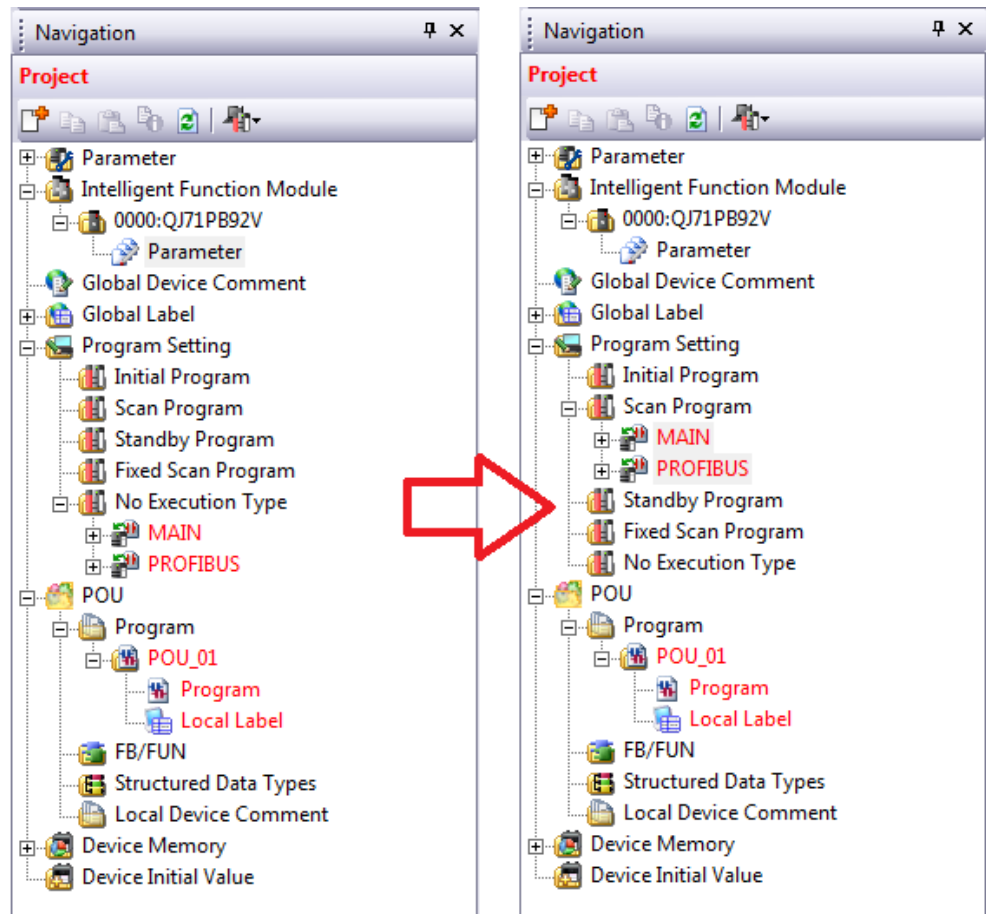 Navigation
Project
Parameter
Intelligent Function Module
0000:QJ71PB92V
Parameter
Global Device Comment
Global Label
Program Setting
Initial Program
Scan Program
Standby Program
Fixed Scan Program
No Execution Type
MAIN
PROFIBUS
POU
Program
POU_01
Program
Local Label
FB/FUN
Structured Data Types
Local Device Comment
Device Memory
Device Initial Value
Navigation
Project
Parameter
Intelligent Function Module
0000:QJ71PB92V
Parameter
Global Device Comment
Global Label
Program Setting
Initial Program
Scan Program
MAIN
PROFIBUS
Standby Program
Fixed Scan Program
No Execution Type
POU
Program
POU_01
Program
Local Label
FB/FUN
Structured Data Types
Local Device Comment
Device Memory
Device Initial Value